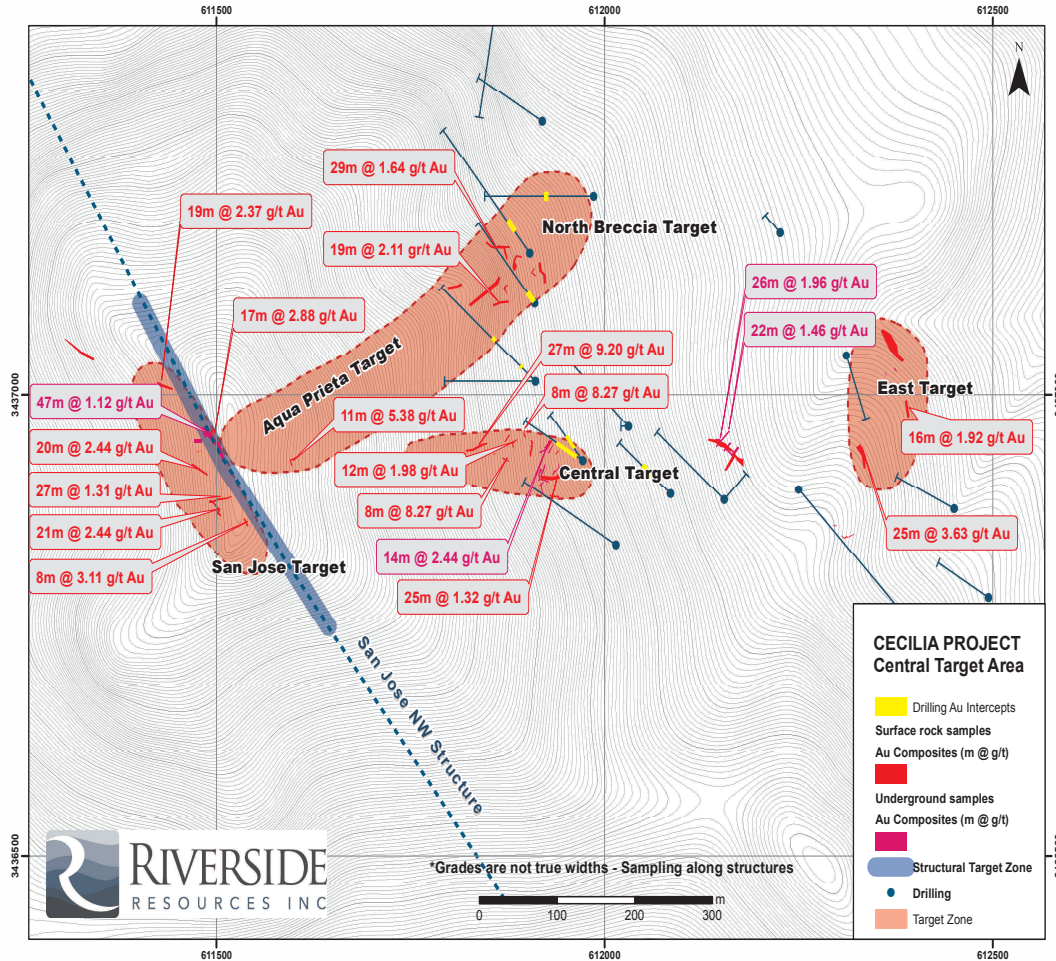 611500
612000
612500
N
29m @ 1.64 g/t Au
19m @ 2.37 g/t Au
North Breccia Target
19m @ 2.11 gr/t Au
26m @ 1.96 g/t Au
17m @ 2.88 g/t Au
22m @ 1.46 g/t Au
27m @ 9.20 g/t Au
Aqua Prieta Target
East Target
3437000
8m @ 8.27 g/t Au
47m @ 1.12 g/t Au
11m @ 5.38 g/t Au
16m @ 1.92 g/t Au
20m @ 2.44 g/t Au
12m @ 1.98 g/t Au
Central Target
27m @ 1.31 g/t Au
8m @ 8.27 g/t Au
21m @ 2.44 g/t Au
25m @ 3.63 g/t Au
14m @ 2.44 g/t Au
San Jose Target
8m @ 3.11 g/t Au
25m @ 1.32 g/t Au
San Jose NW Structure
CECILIA PROJECT
Central Target Area
Drilling Au Intercepts
Surface rock samples
Au Composites (m @ g/t)
Underground samples
Au Composites (m @ g/t)
Structural Target Zone
Drilling
Target Zone
3436500
RIVERSIDE
RESOURCES INC
*Grades are not true widths - Sampling along structures
m
0 100 200 300
611500
612000
612500